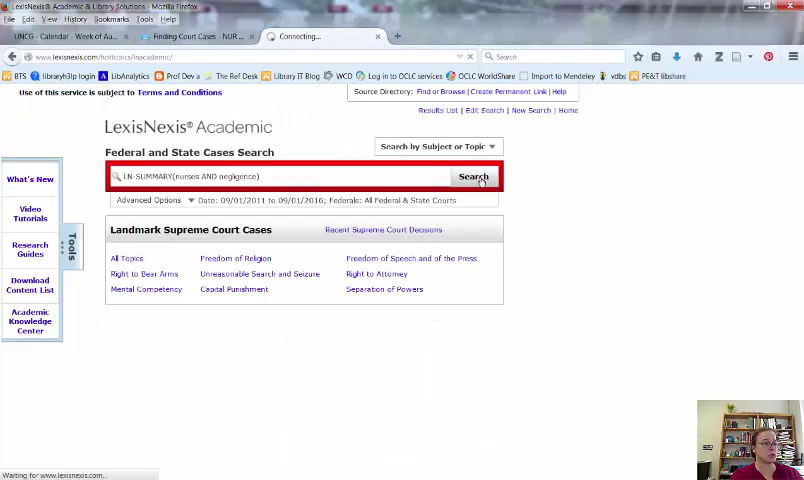 LexisNexis® Academic & Library Solutions - Mozilla Firefox
File Edit View History Bookmarks Tools Help
UNCG - Calendar - Week of Au... × Finding Court Cases - NUR ... × Connecting... × +
www.lexisnexis.com/hottopics/lnacademic/ Search
BTS libraryh3lp home LibAnalytics Prof Dev a The Ref Desk Library IT Blog WCD Log in to OCLC services OCLC WorldShare Import to Mendeley vdbs PE&T libshare
Use of this service is subject to Terms and Conditions
Source Directory: Find or Browse | Create Permanent Link | Help
Results List | Edit Search | New Search | Home
LexisNexis® Academic
Federal and State Cases Search
Search by Subject or Topic
LN-SUMMARY(nurses AND negligence) Search
Advanced Options Date: 09/01/2011 to 09/01/2016; Federals: All Federal & State Courts
Landmark Supreme Court Cases Recent Supreme Court Decisions
All Topics Freedom of Religion Freedom of Speech and of the Press
Right to Bear Arms Unreasonable Search and Seizure Right to Attorney
Mental Competency Capital Punishment Separation of Powers
What's New
Video
Tutorials
Research
Guides
Download
Content List
Academic
Knowledge
Center
Tools
Waiting for www.lexisnexis.com...